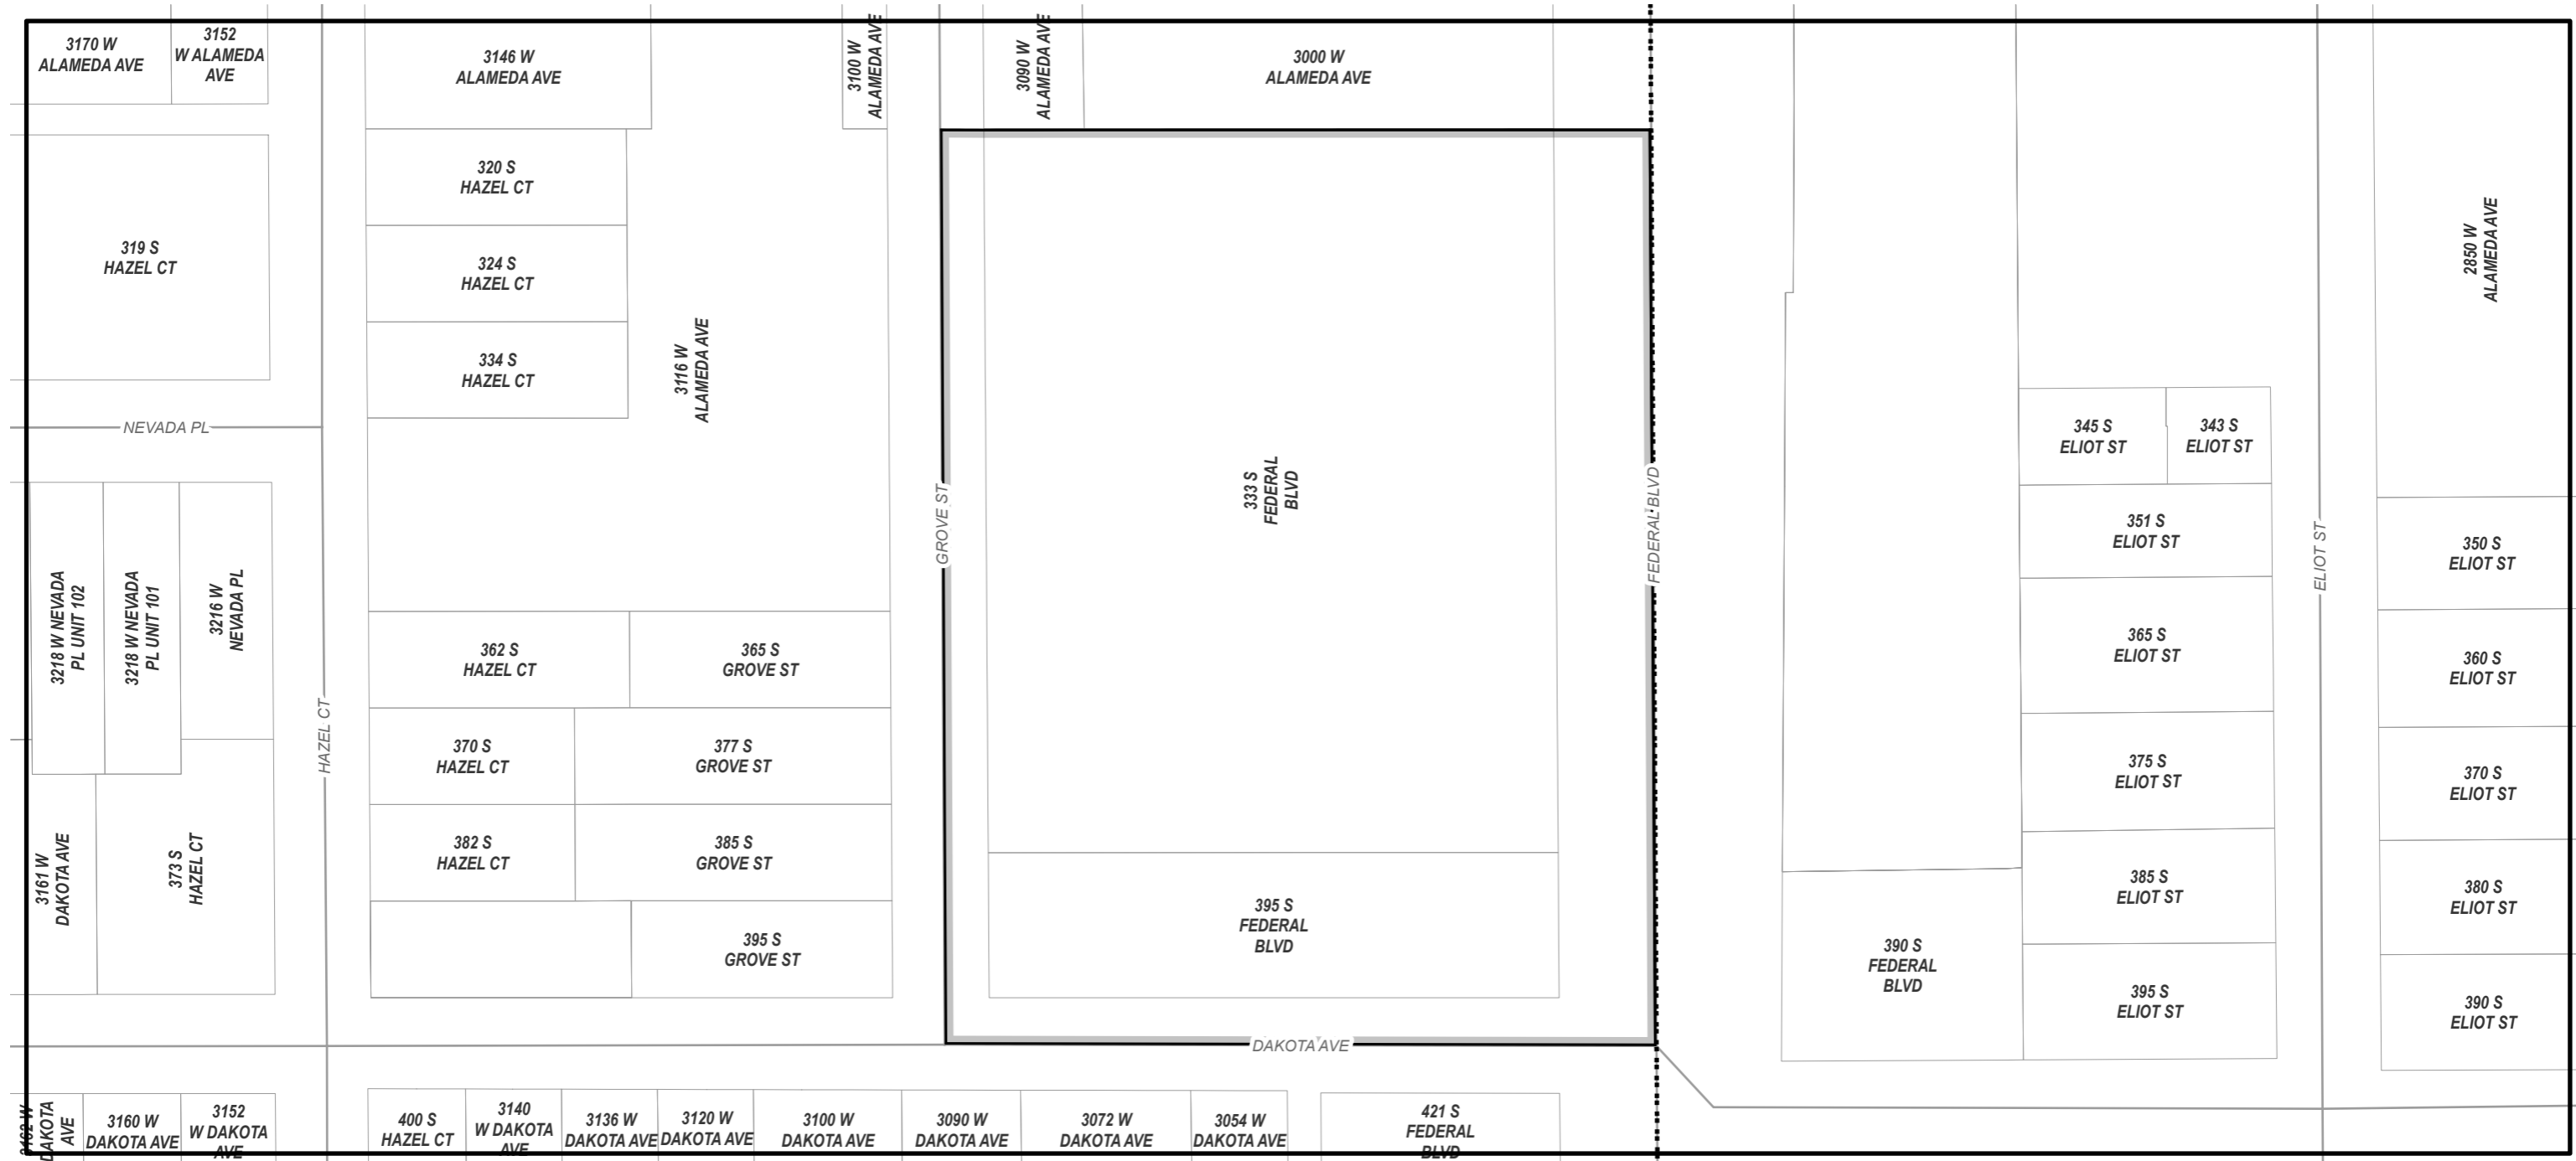 3170 W
ALAMEDA AVE
3152
W ALAMEDA
AVE
3146 W
ALAMEDA AVE
3100 W
ALAMEDA AVE
3090 W
ALAMEDA AVE
3000 W
ALAMEDA AVE
319 S
HAZEL CT
320 S
HAZEL CT
324 S
HAZEL CT
334 S
HAZEL CT
3116 W
ALAMEDA AVE
2850 W
ALAMEDA AVE
NEVADA PL
345 S
ELIOT ST
343 S
ELIOT ST
333 S
FEDERAL
BLVD
GROVE ST
FEDERAL BLVD
ELIOT ST
351 S
ELIOT ST
350 S
ELIOT ST
3218 W NEVADA
PL UNIT 102
3218 W NEVADA
PL UNIT 101
3216 W
NEVADA PL
362 S
HAZEL CT
365 S
GROVE ST
365 S
ELIOT ST
360 S
ELIOT ST
HAZEL CT
370 S
HAZEL CT
377 S
GROVE ST
375 S
ELIOT ST
370 S
ELIOT ST
3161 W
DAKOTA AVE
373 S
HAZEL CT
382 S
HAZEL CT
385 S
GROVE ST
385 S
ELIOT ST
380 S
ELIOT ST
395 S
GROVE ST
395 S
FEDERAL
BLVD
390 S
FEDERAL
BLVD
395 S
ELIOT ST
390 S
ELIOT ST
DAKOTA AVE
3162 W
DAKOTA
AVE
3160 W
DAKOTA AVE
3152
W DAKOTA
AVE
400 S
HAZEL CT
3140
W DAKOTA
AVE
3136 W
DAKOTA AVE
3120 W
DAKOTA AVE
3100 W
DAKOTA AVE
3090 W
DAKOTA AVE
3072 W
DAKOTA AVE
3054 W
DAKOTA AVE
421 S
FEDERAL
BLVD